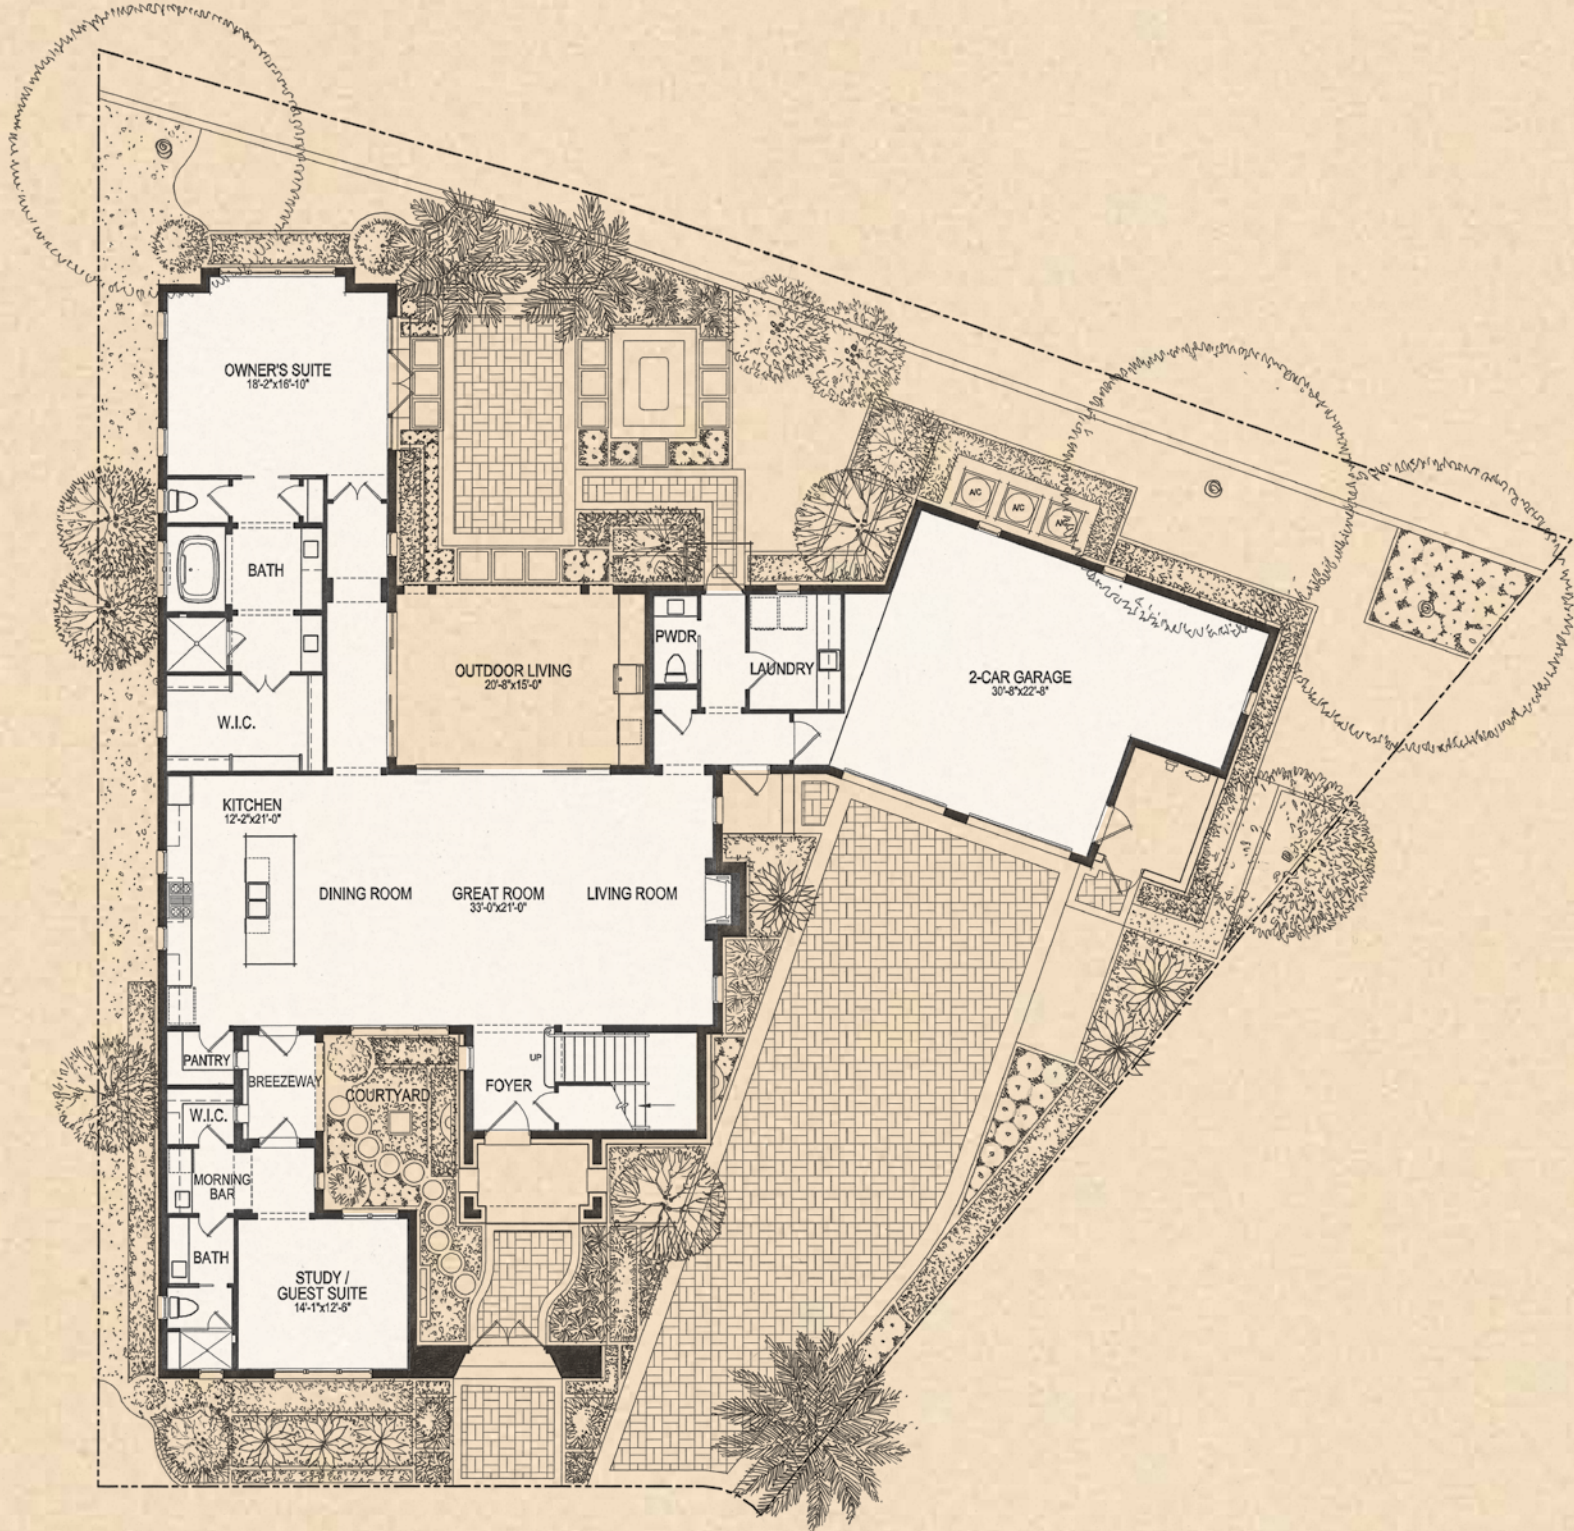 OWNER'S SUITE
18'-2"x16'-10"
A/C
A/C
A/C
BATH
OUTDOOR LIVING
20'-8"x15'-0"
PWDR
LAUNDRY
2-CAR GARAGE
30'-8"x22'-8"
W.I.C.
KITCHEN
12'-2"x21'-0"
DINING ROOM
GREAT ROOM
33'-0"x21'-0"
LIVING ROOM
PANTRY
BREEZEWAY
COURTYARD
FOYER
UP
W.I.C.
MORNING
BAR
BATH
STUDY /
GUEST SUITE
14'-1"x12'-6"